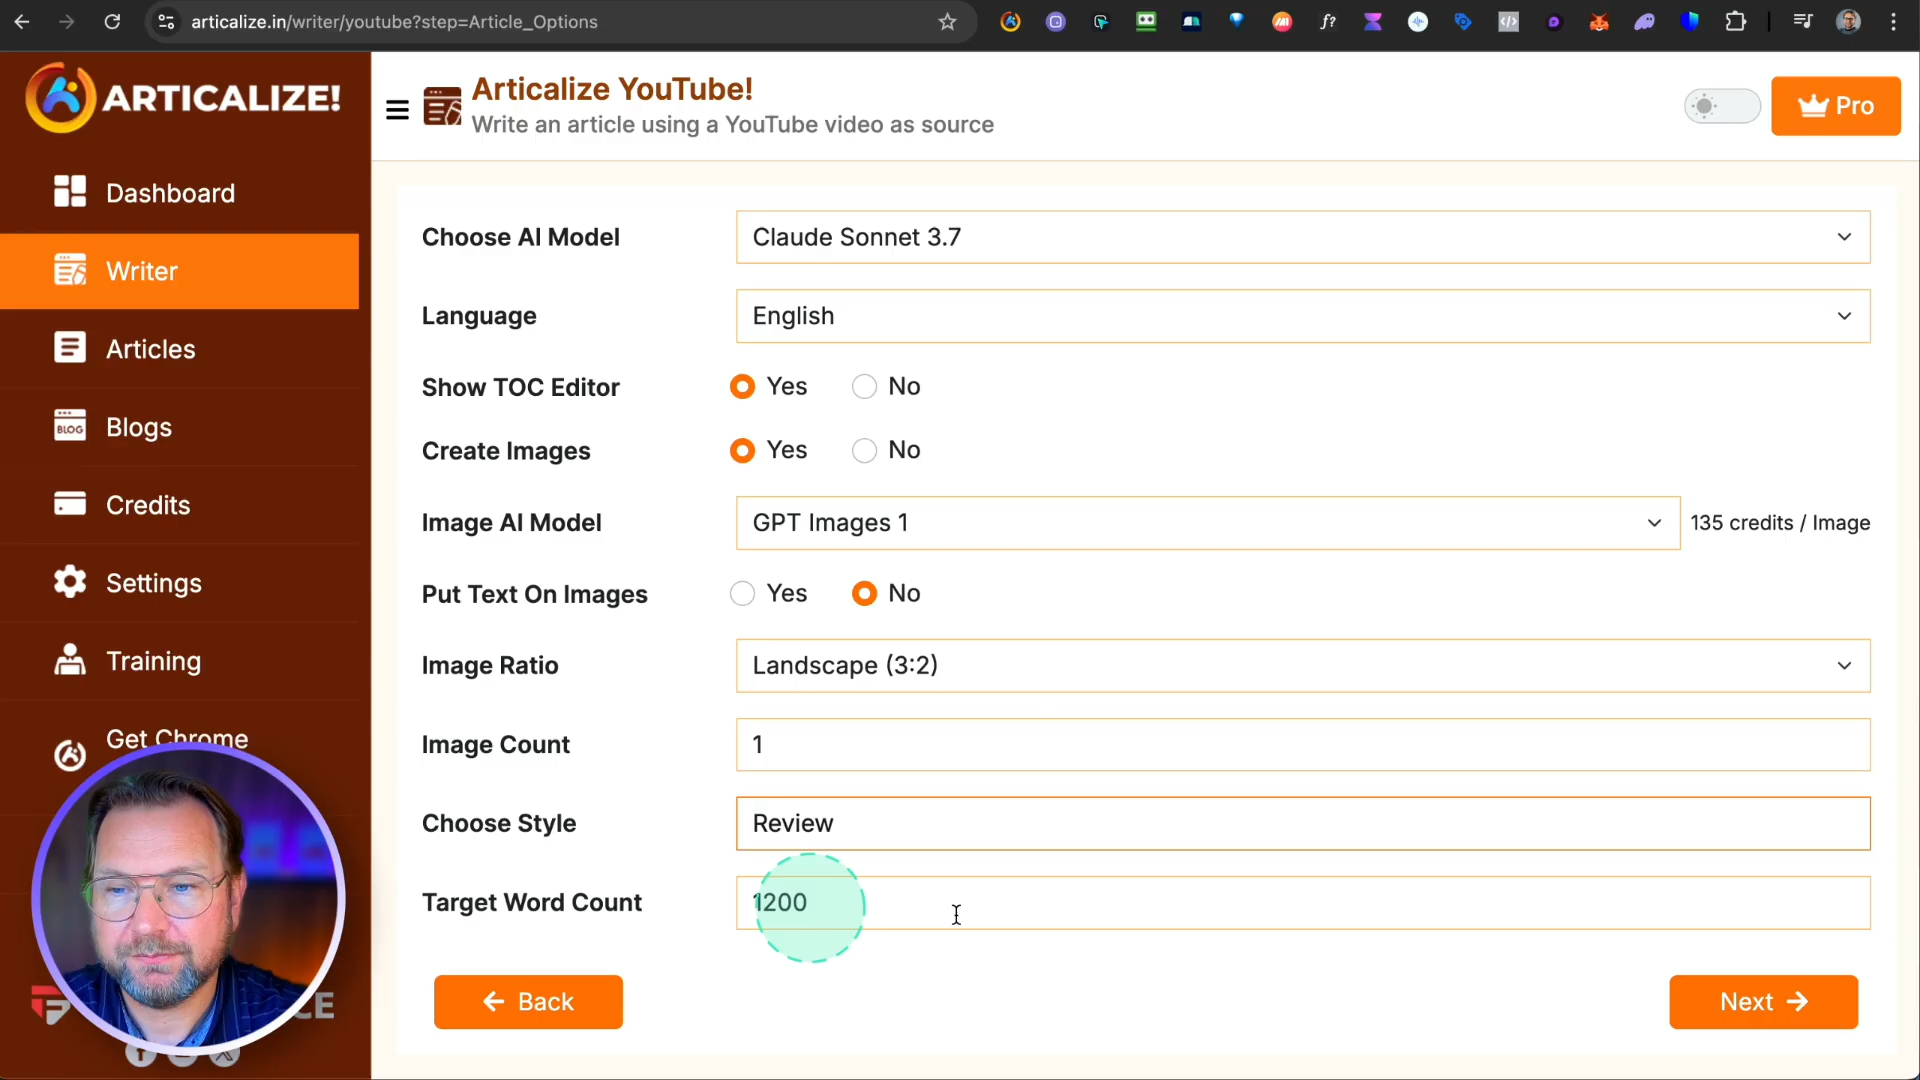 articalize.in/writer/youtube?step=Article_Options
ARTICALIZE!
Articalize YouTube!
Write an article using a YouTube video as source
Pro
Dashboard
Writer
Articles
BLOG
Blogs
Credits
Settings
Training
Get Chrome
Choose AI Model
Claude Sonnet 3.7
Language
English
Show TOC Editor
Yes
No
Create Images
Yes
No
Image AI Model
GPT Images 1
135 credits / Image
Put Text On Images
Yes
No
Image Ratio
Landscape (3:2)
Image Count
1
Choose Style
Review
Target Word Count
1200
Back
Next